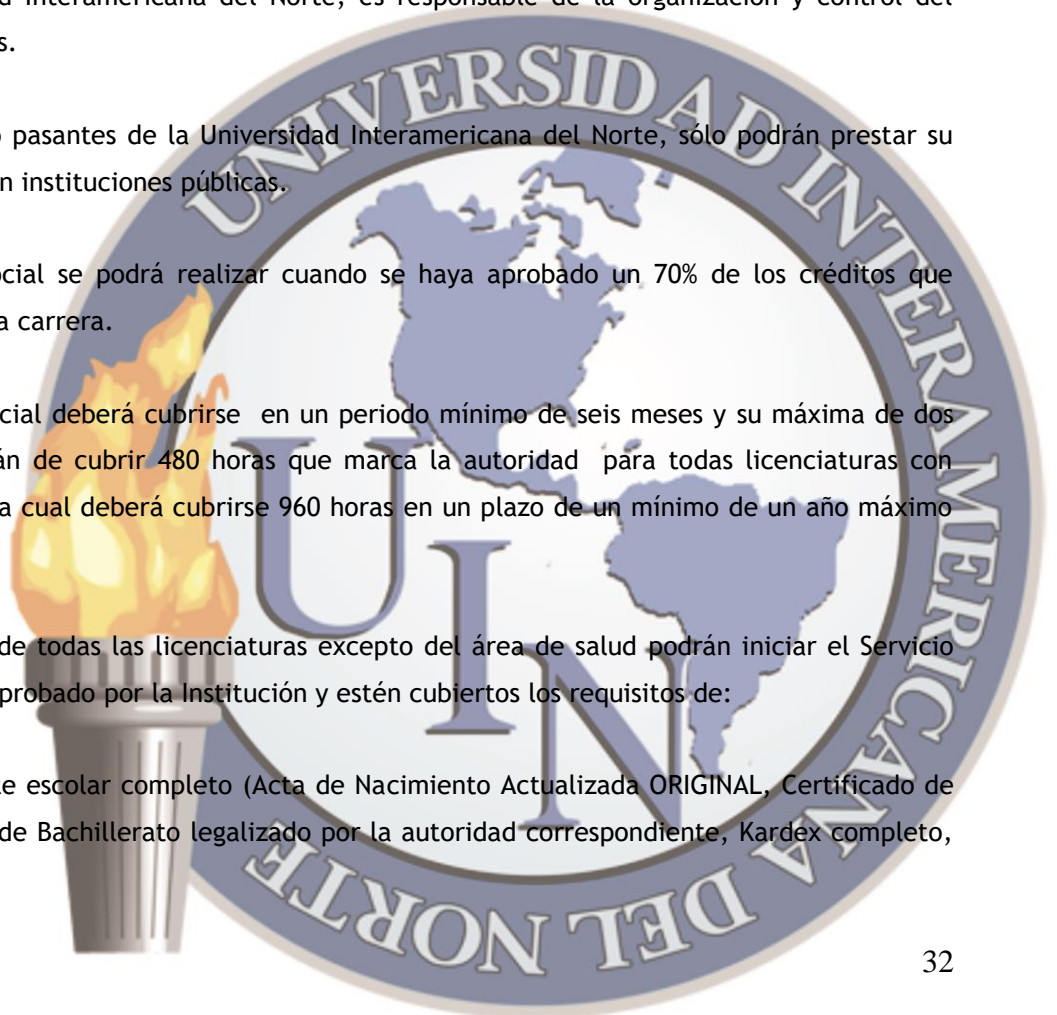 d Interamericana del Norte, es responsable de la organización y control del
s.
o pasantes de la Universidad Interamericana del Norte, sólo podrán prestar su
n instituciones públicas.
ocial se podrá realizar cuando se haya aprobado un 70% de los créditos que
a carrera.
cial deberá cubrirse en un periodo mínimo de seis meses y su máxima de dos
án de cubrir 480 horas que marca la autoridad para todas licenciaturas con
a cual deberá cubrirse 960 horas en un plazo de un mínimo de un año máximo
de todas las licenciaturas excepto del área de salud podrán iniciar el Servicio
probado por la Institución y estén cubiertos los requisitos de:
te escolar completo (Acta de Nacimiento Actualizada ORIGINAL, Certificado de
de Bachillerato legalizado por la autoridad correspondiente, Kardex completo,
32
UNIVERSIDAD INTERAMERICANA DEL NORTE
UIN